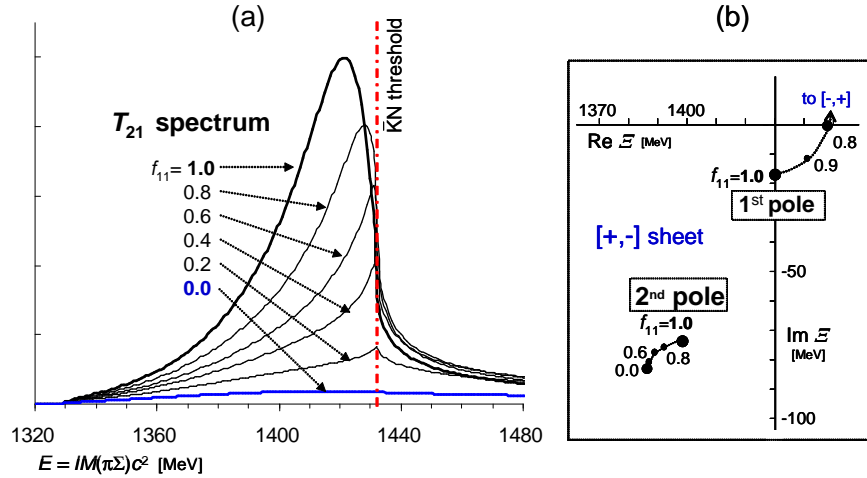 (a)
K̄N threshold
T21 spectrum
f11= 1.0
0.8
0.6
0.4
0.2
0.0
1320 1360 1400 1440 1480
E = IM(πΣ)c² [MeV]
(b)
1370 1400
to [-,+]
Re Ξ [MeV]
0.8
0.9
f11=1.0
1st pole
[+,-] sheet
-50
2nd pole
f11=1.0
Im Ξ
[MeV]
0.6 0.8
0.0
-100